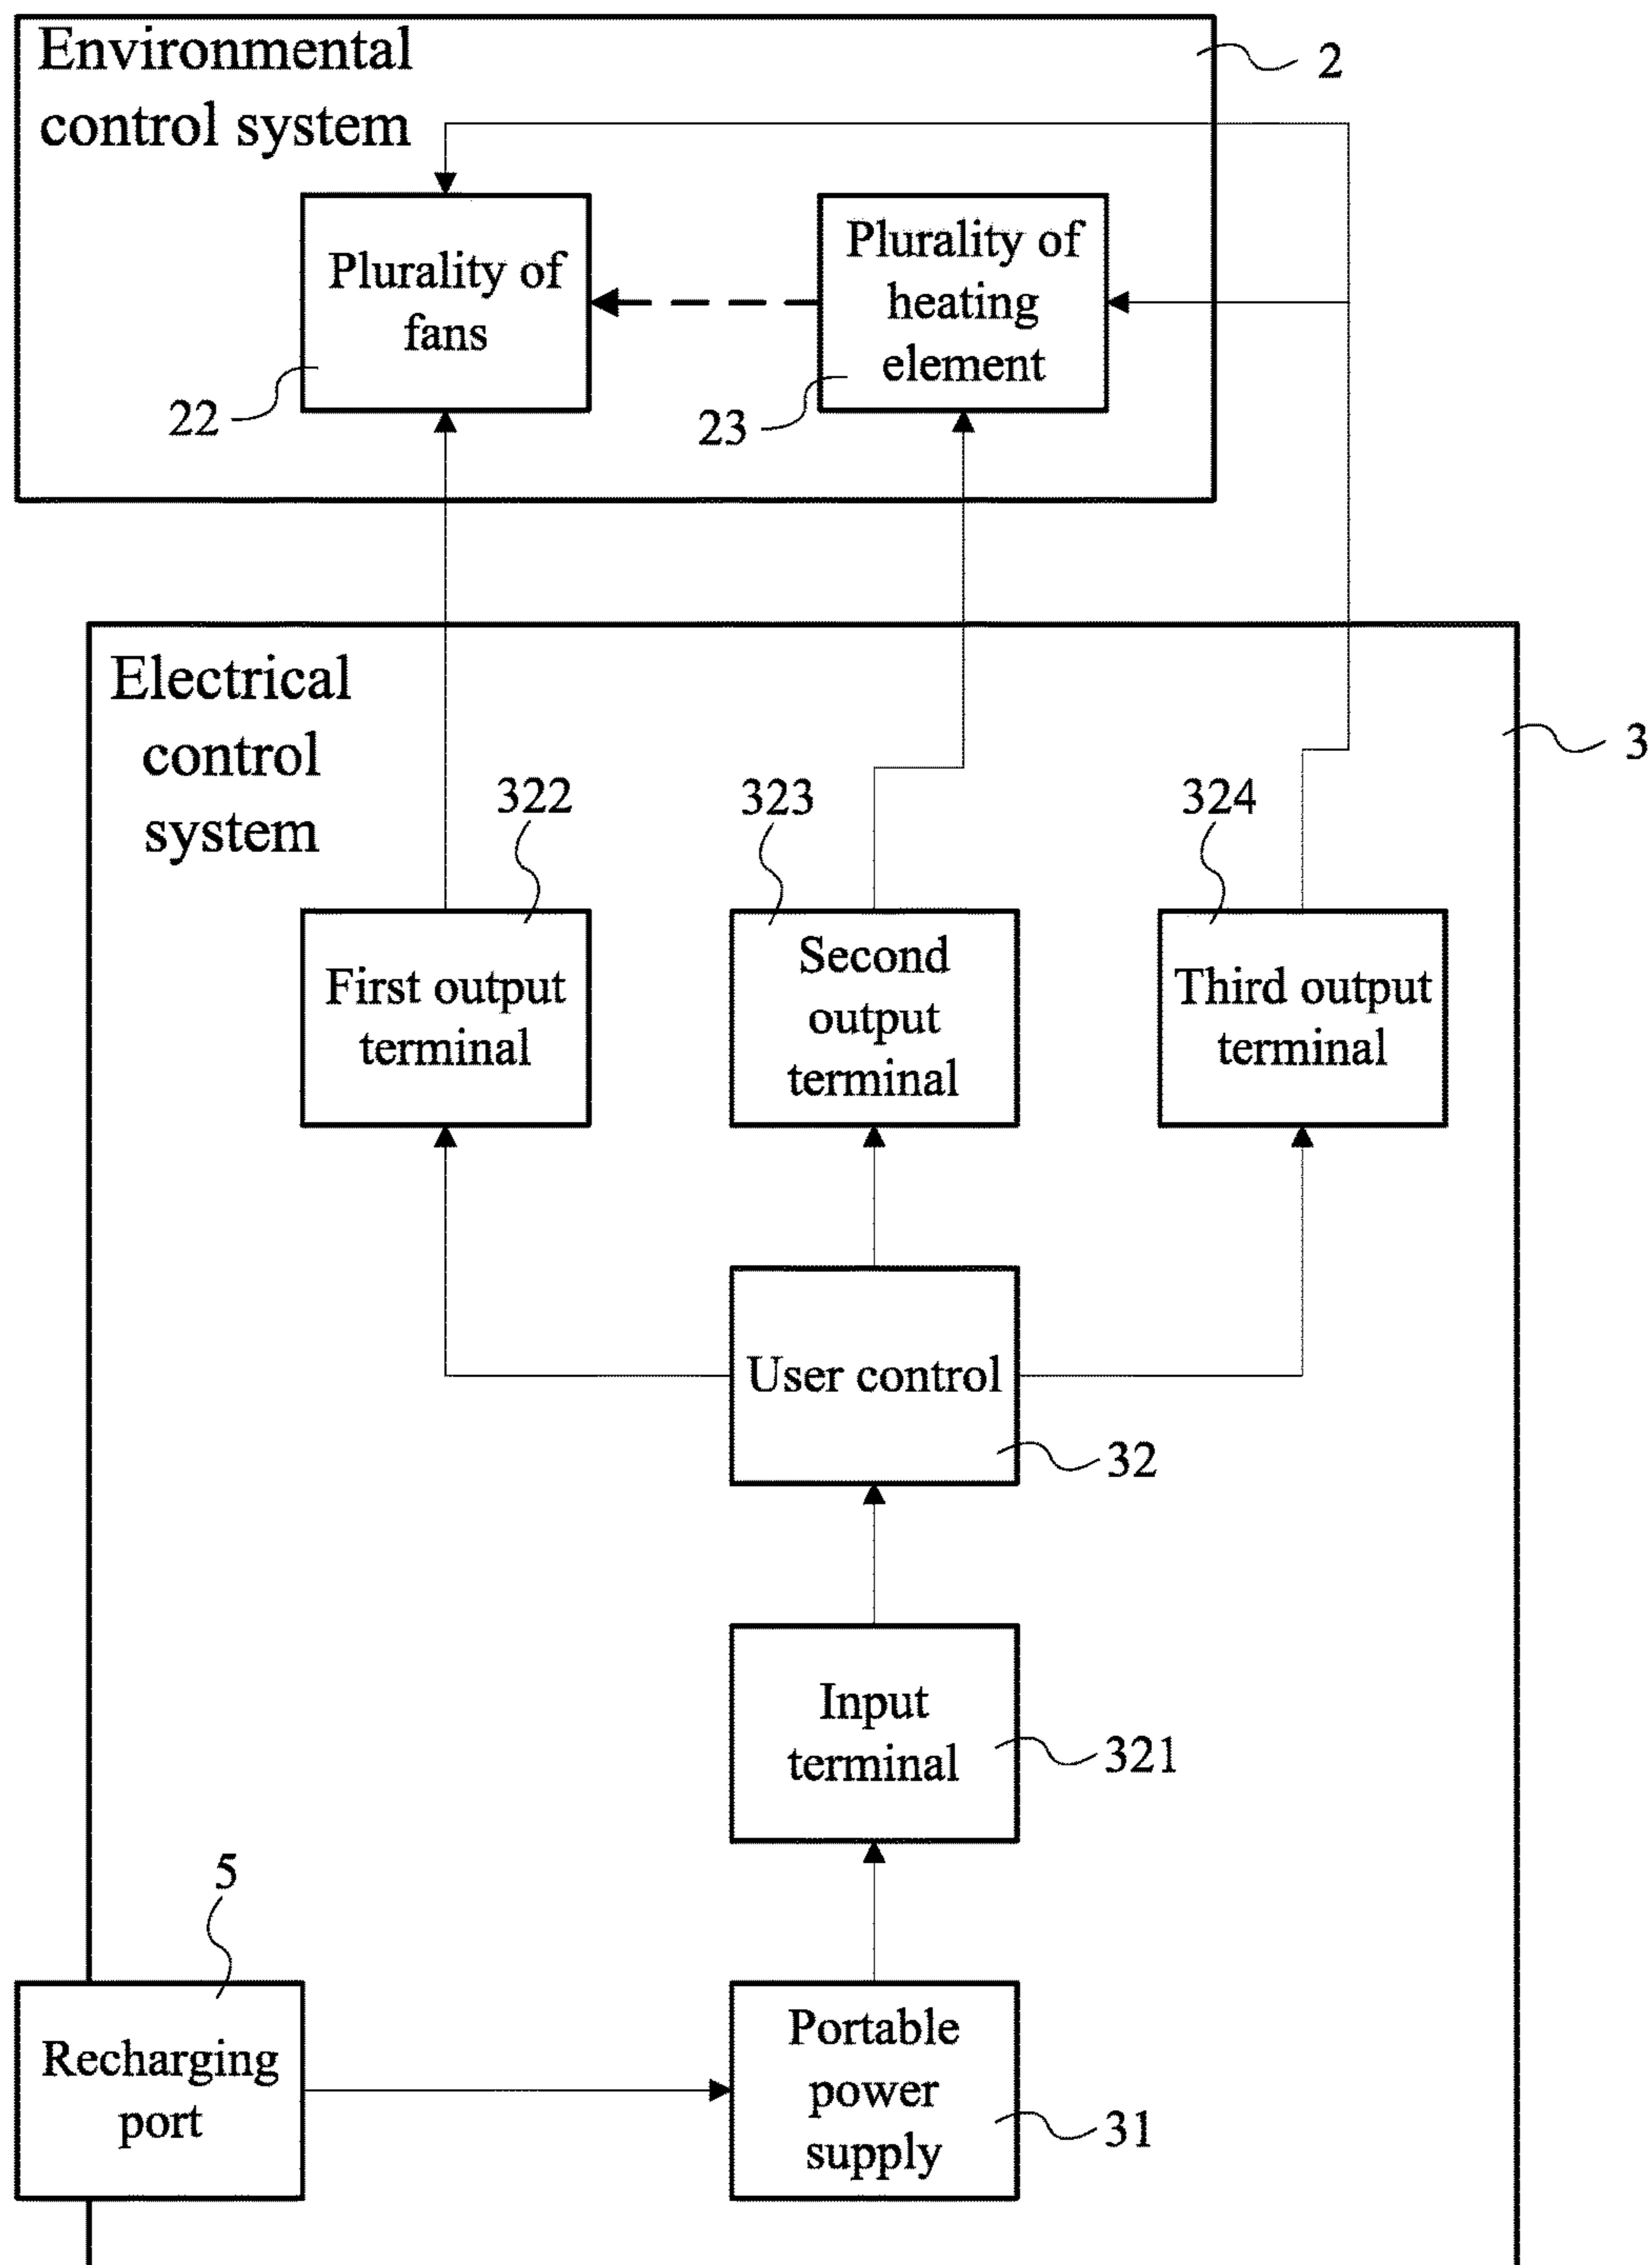 Environmental
control system
2
Plurality of
fans
22
Plurality of
heating
element
23
Electrical
control
system
3
322
323
324
First output
terminal
Second
output
terminal
Third output
terminal
User control
32
Input
terminal
321
5
Recharging
port
Portable
power
supply
31